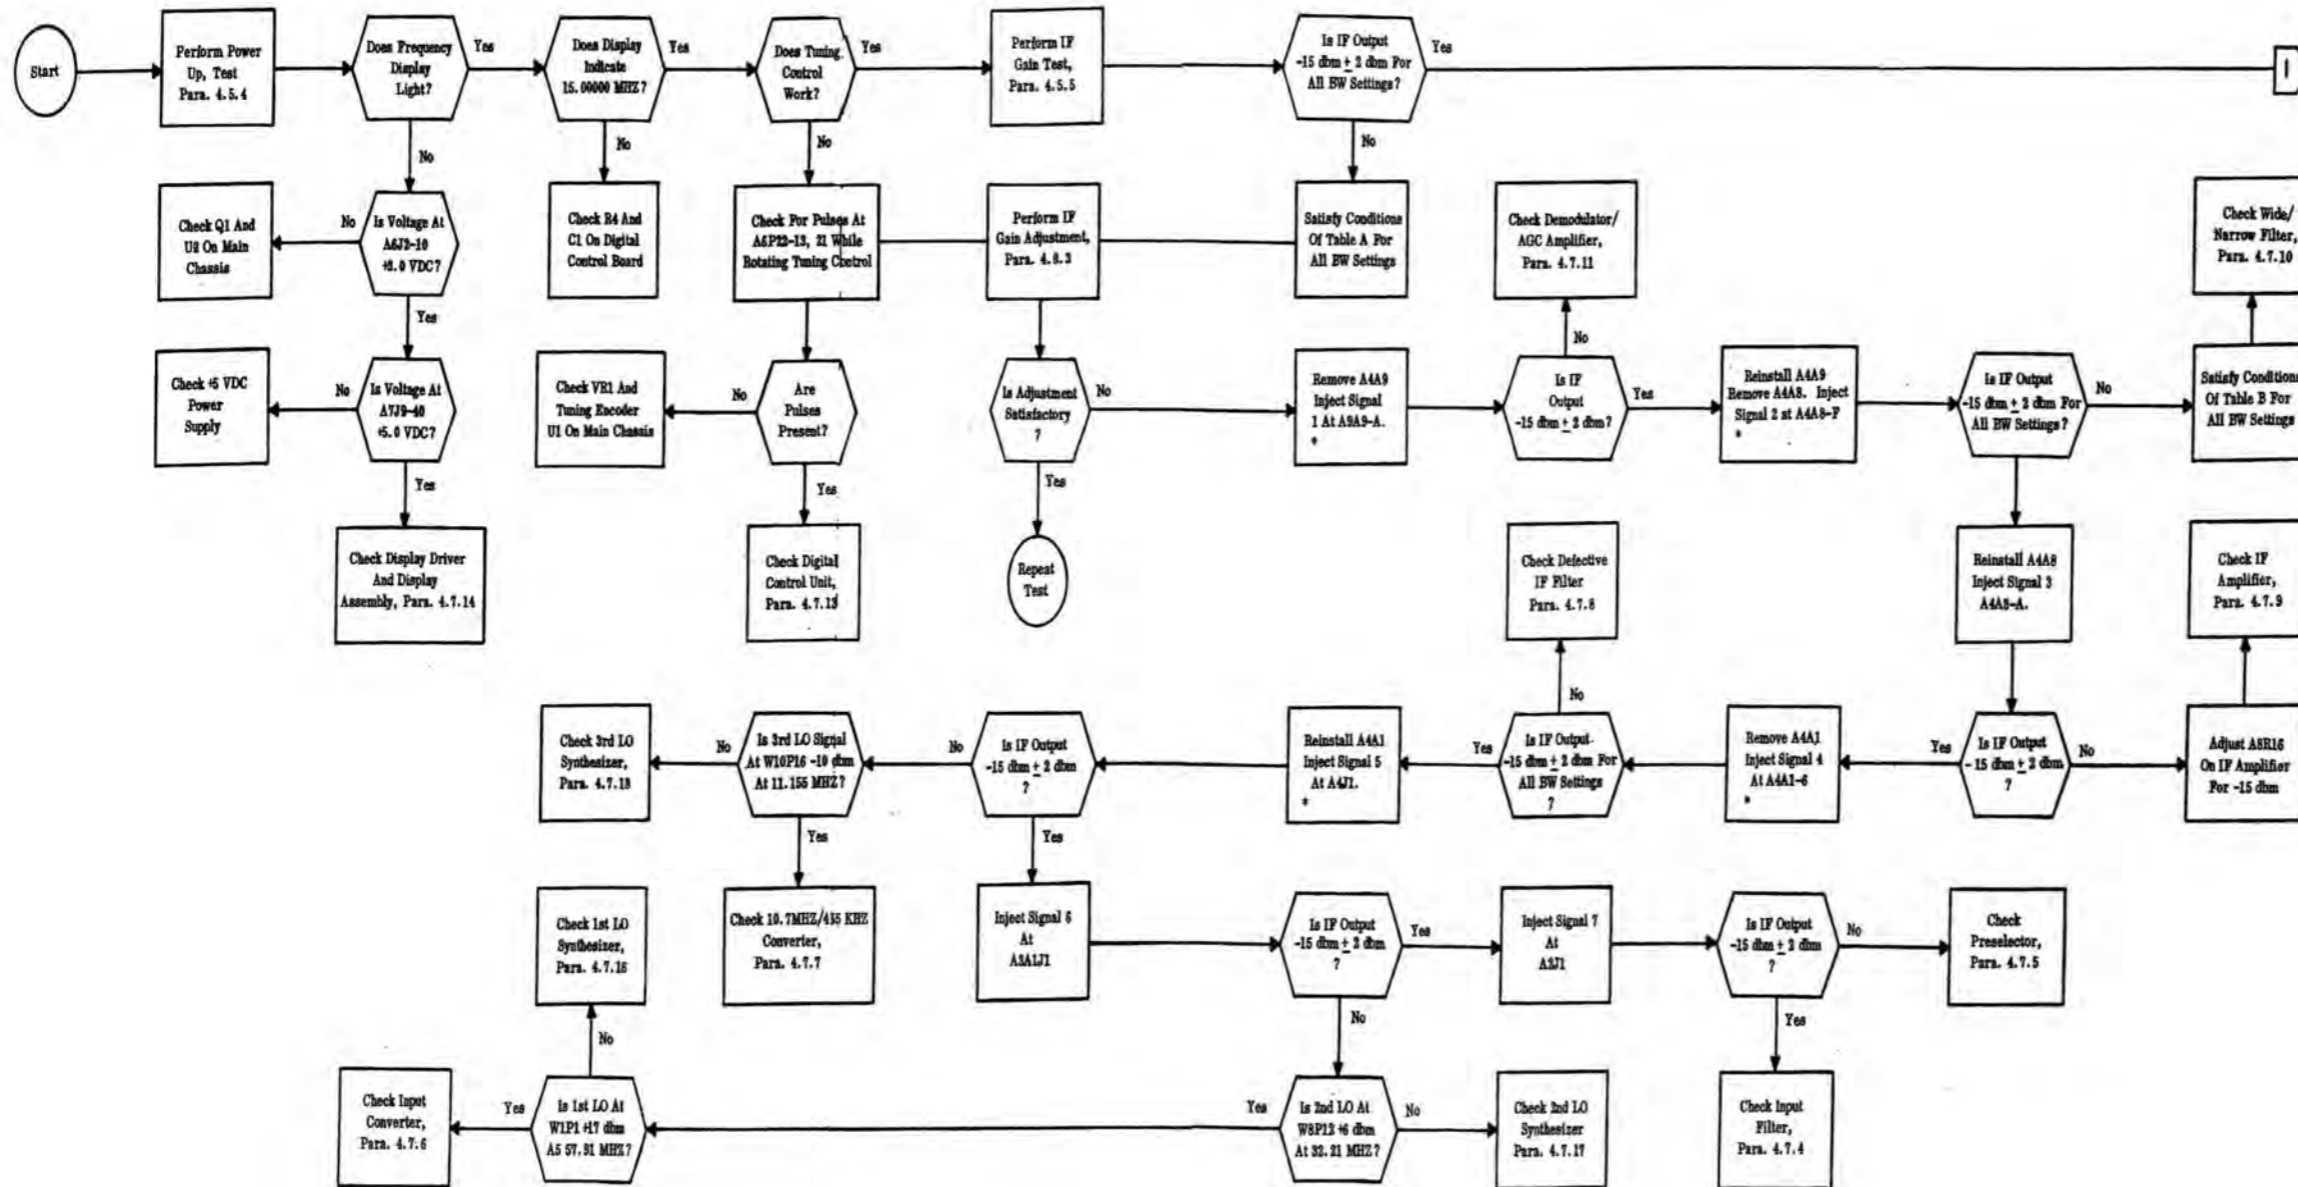 Start
Perform Power
Up, Test
Para. 4.5.4
Does Frequency
Display
Light?
Yes
Does Display
Indicate
15.00000 MHZ?
Yes
Does Tuning
Control
Work?
Yes
Perform IF
Gain Test,
Para. 4.5.5
Is IF Output
-15 dbm ± 2 dbm For
All BW Settings?
Yes
1
No
No
No
No
Check Q1 And
U2 On Main
Chassis
No
Is Voltage At
A6J2-10
+8.0 VDC?
Check R4 And
C1 On Digital
Control Board
Check For Pulses At
A6P22-13, 21 While
Rotating Tuning Control
Perform IF
Gain Adjustment,
Para. 4.8.3
Satisfy Conditions
Of Table A For
All BW Settings
Check Demodulator/
AGC Amplifier,
Para. 4.7.11
Check Wide/
Narrow Filter,
Para. 4.7.10
Yes
No
Check +5 VDC
Power
Supply
No
Is Voltage At
A7J9-40
+5.0 VDC?
Check VR1 And
Tuning Encoder
U1 On Main Chassis
No
Are
Pulses
Present?
Is Adjustment
Satisfactory
?
No
Remove A4A9
Inject Signal
1 At A9A9-A.
*
Is IF
Output
-15 dbm ± 2 dbm?
Yes
Reinstall A4A9
Remove A4A8. Inject
Signal 2 st A4A8-F
*
Is IF Output
-15 dbm ± 2 dbm For
All BW Settings?
No
Satisfy Conditions
Of Table B For
All BW Settings
Yes
Yes
Yes
Check Display Driver
And Display
Assembly, Para. 4.7.14
Check Digital
Control Unit,
Para. 4.7.13
Repeat
Test
Check Defective
IF Filter
Para. 4.7.8
Reinstall A4A8
Inject Signal 3
A4A8-A.
Check IF
Amplifier,
Para. 4.7.9
No
Check 3rd LO
Synthesizer,
Para. 4.7.18
No
Is 3rd LO Signal
At W10P16 -10 dbm
At 11.155 MHZ?
No
Is IF Output
-15 dbm ± 2 dbm
?
Reinstall A4A1
Inject Signal 5
At A4J1.
*
Yes
Is IF Output
-15 dbm ± 2 dbm For
All BW Settings
?
Remove A4A1
Inject Signal 4
At A4A1-6
*
Yes
Is IF Output
-15 dbm ± 2 dbm
?
No
Adjust A8R16
On IF Amplifier
For -15 dbm
Yes
Yes
Check 1st LO
Synthesizer,
Para. 4.7.16
Check 10.7MHZ/455 KHZ
Converter,
Para. 4.7.7
Inject Signal 6
At
A3A1J1
Is IF Output
-15 dbm ± 2 dbm
?
Yes
Inject Signal 7
At
A3J1
Is IF Output
-15 dbm ± 2 dbm
?
No
Check
Preselector,
Para. 4.7.5
No
No
Yes
Check Input
Converter,
Para. 4.7.6
Yes
Is 1st LO At
W1P1 +17 dbm
A5 57.91 MHZ?
Yes
Is 2nd LO At
W8P12 +6 dbm
At 32.21 MHZ?
No
Check 2nd LO
Synthesizer
Para. 4.7.17
Check Input
Filter,
Para. 4.7.4